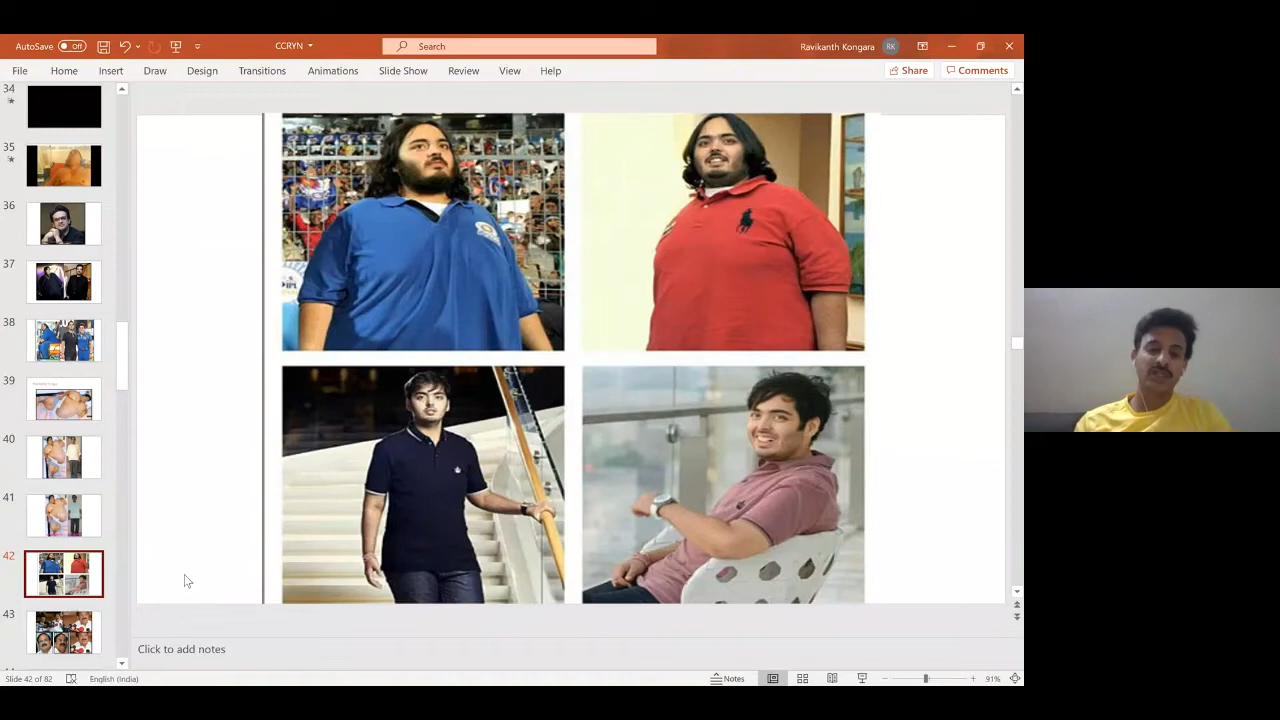 AutoSave Off CCRYN Search Ravikanth Kongara RK
File Home Insert Draw Design Transitions Animations Slide Show Review View Help Share Comments
34
35
36
37
38
39
40
41
42
43
Click to add notes
Slide 42 of 82 English (India) Notes 91%